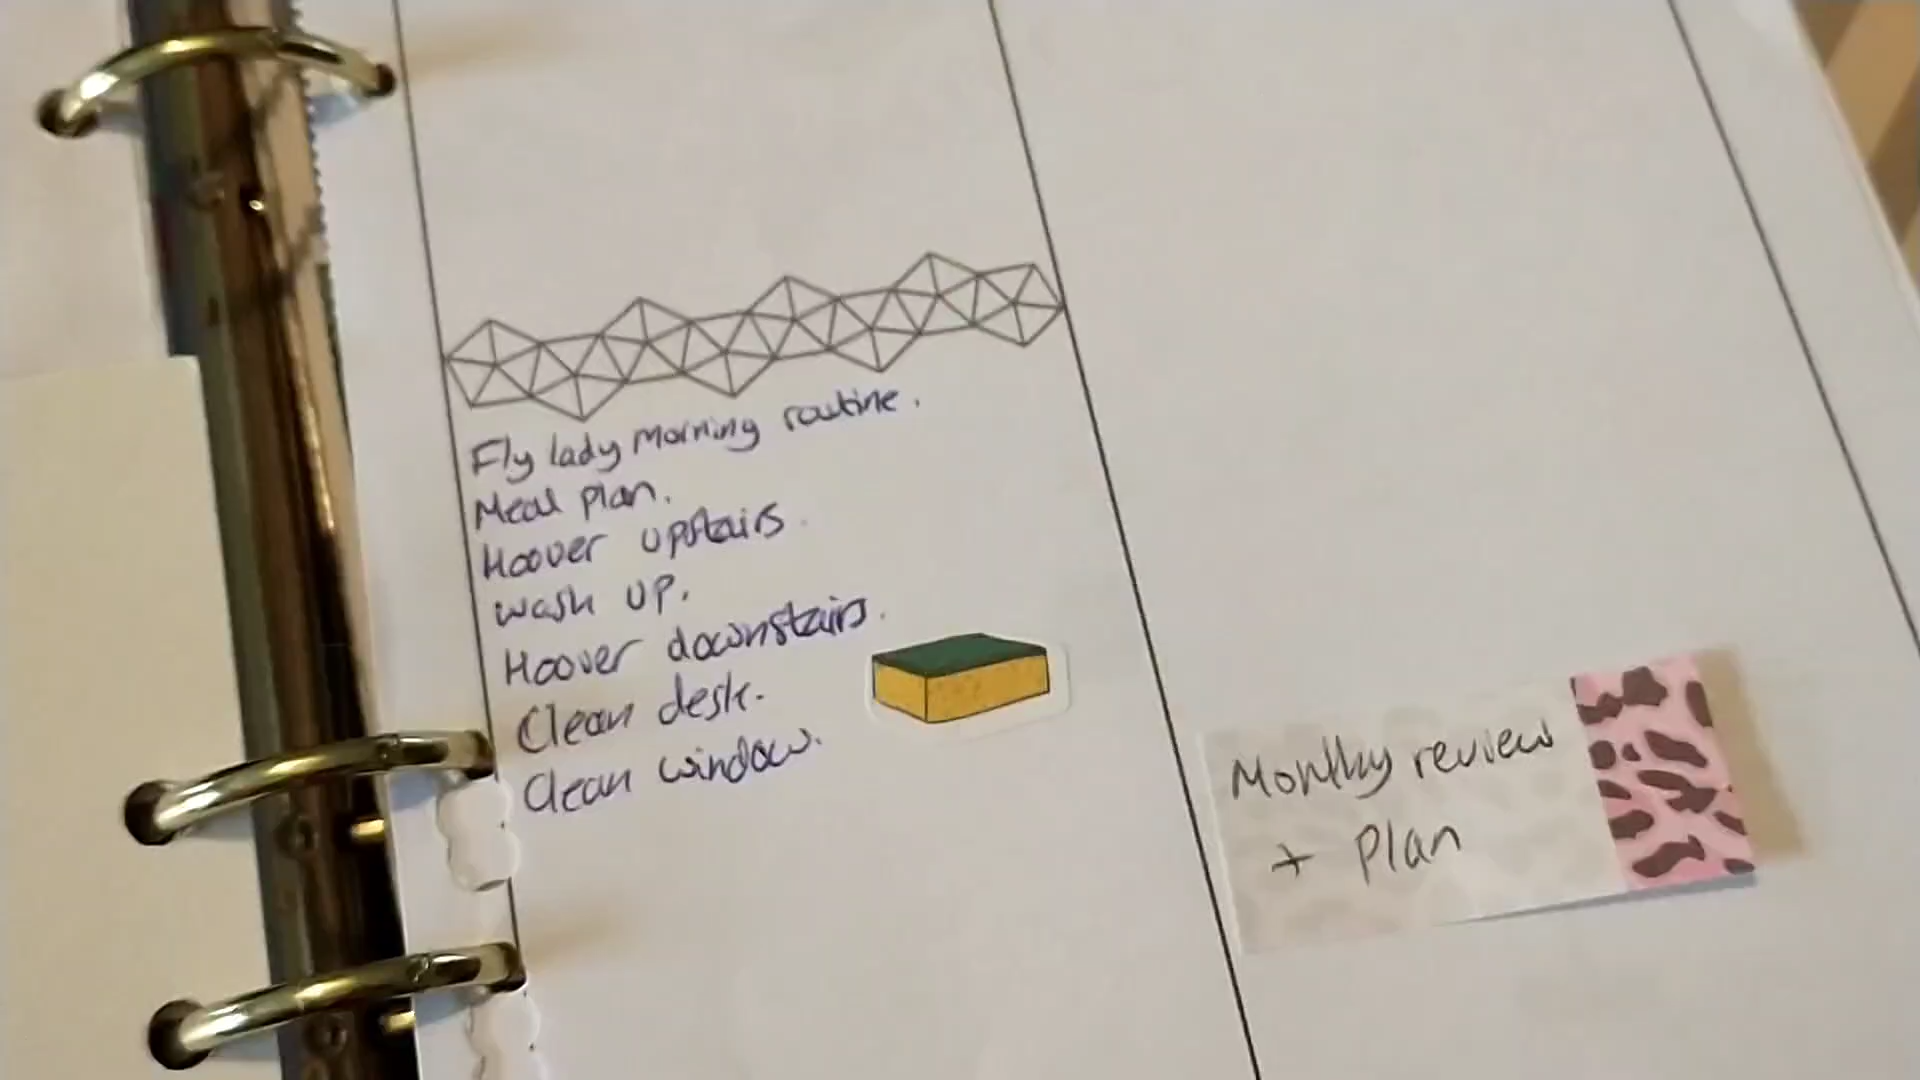 Fly lady Morning routine.
Meal plan.
Hoover upstairs.
wash up.
Hoover downstairs.
Clean desk.
Clean window.
Monthly review
+ Plan